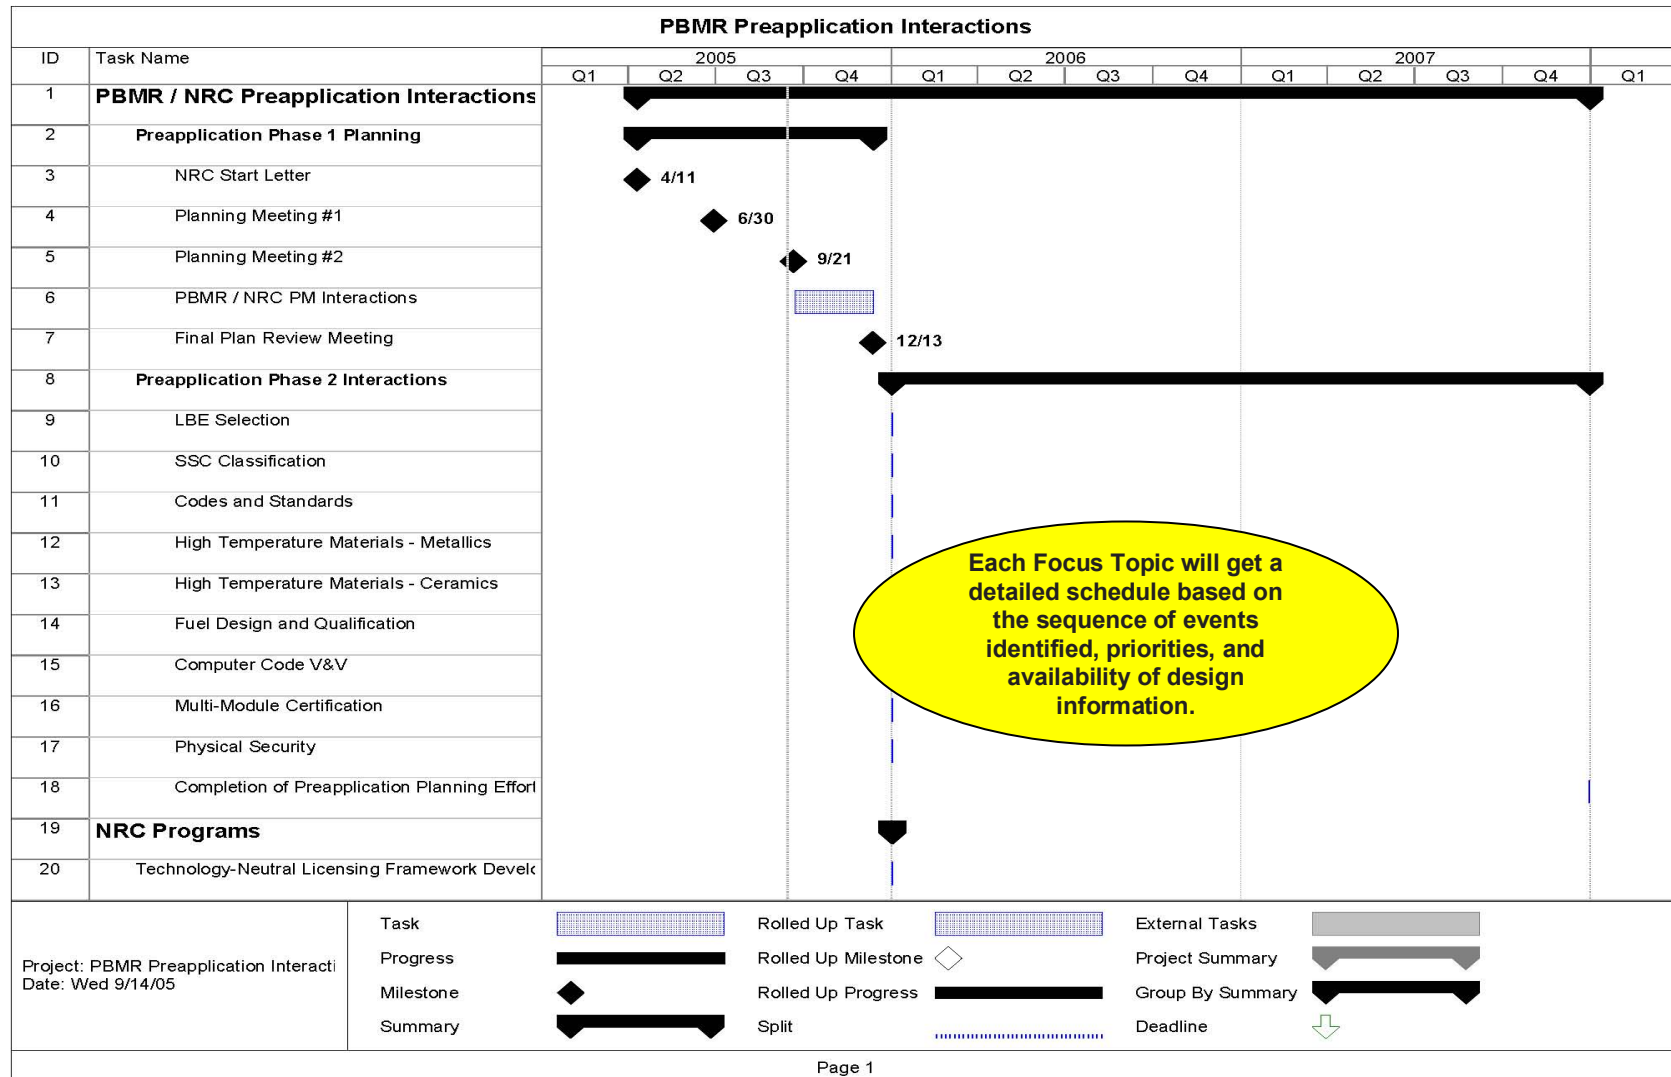 PBMR Preapplication Interactions
ID Task Name 2005 2006 2007
Q1 Q2 Q3 Q4 Q1 Q2 Q3 Q4 Q1 Q2 Q3 Q4 Q1
1 PBMR / NRC Preapplication Interactions
2 Preapplication Phase 1 Planning
3 NRC Start Letter 4/11
4 Planning Meeting #1 6/30
5 Planning Meeting #2 9/21
6 PBMR / NRC PM Interactions
7 Final Plan Review Meeting 12/13
8 Preapplication Phase 2 Interactions
9 LBE Selection
10 SSC Classification
11 Codes and Standards
12 High Temperature Materials - Metallics
13 High Temperature Materials - Ceramics
14 Fuel Design and Qualification
15 Computer Code V&V
16 Multi-Module Certification
17 Physical Security
18 Completion of Preapplication Planning Effort
19 NRC Programs
20 Technology-Neutral Licensing Framework Develo
Each Focus Topic will get a
detailed schedule based on
the sequence of events
identified, priorities, and
availability of design
information.
Project: PBMR Preapplication Interacti
Date: Wed 9/14/05
Task Rolled Up Task External Tasks
Progress Rolled Up Milestone Project Summary
Milestone Rolled Up Progress Group By Summary
Summary Split Deadline
Page 1